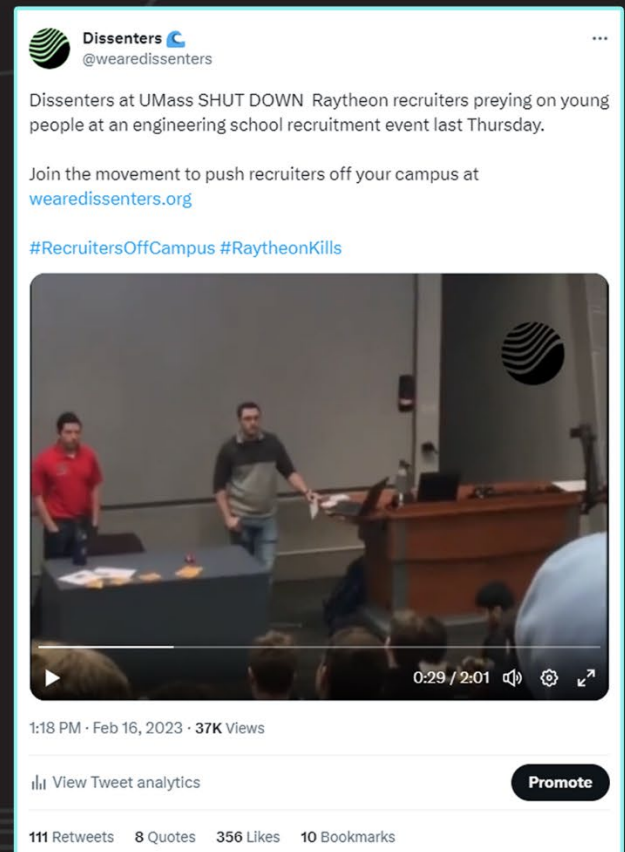 Dissenters 🌊
@wearedissenters
Dissenters at UMass SHUT DOWN  Raytheon recruiters preying on young
people at an engineering school recruitment event last Thursday.
Join the movement to push recruiters off your campus at
wearedissenters.org
#RecruitersOffCampus #RaytheonKills
0:29 / 2:01
1:18 PM · Feb 16, 2023 · 37K Views
View Tweet analytics
Promote
111 Retweets 8 Quotes 356 Likes 10 Bookmarks